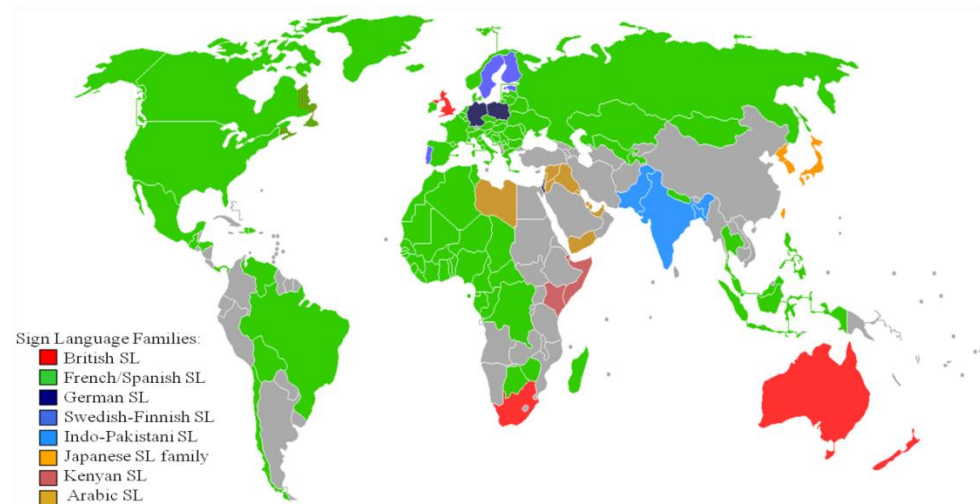 Sign Language Families:
British SL
French/Spanish SL
German SL
Swedish-Finnish SL
Indo-Pakistani SL
Japanese SL family
Kenyan SL
Arabic SL